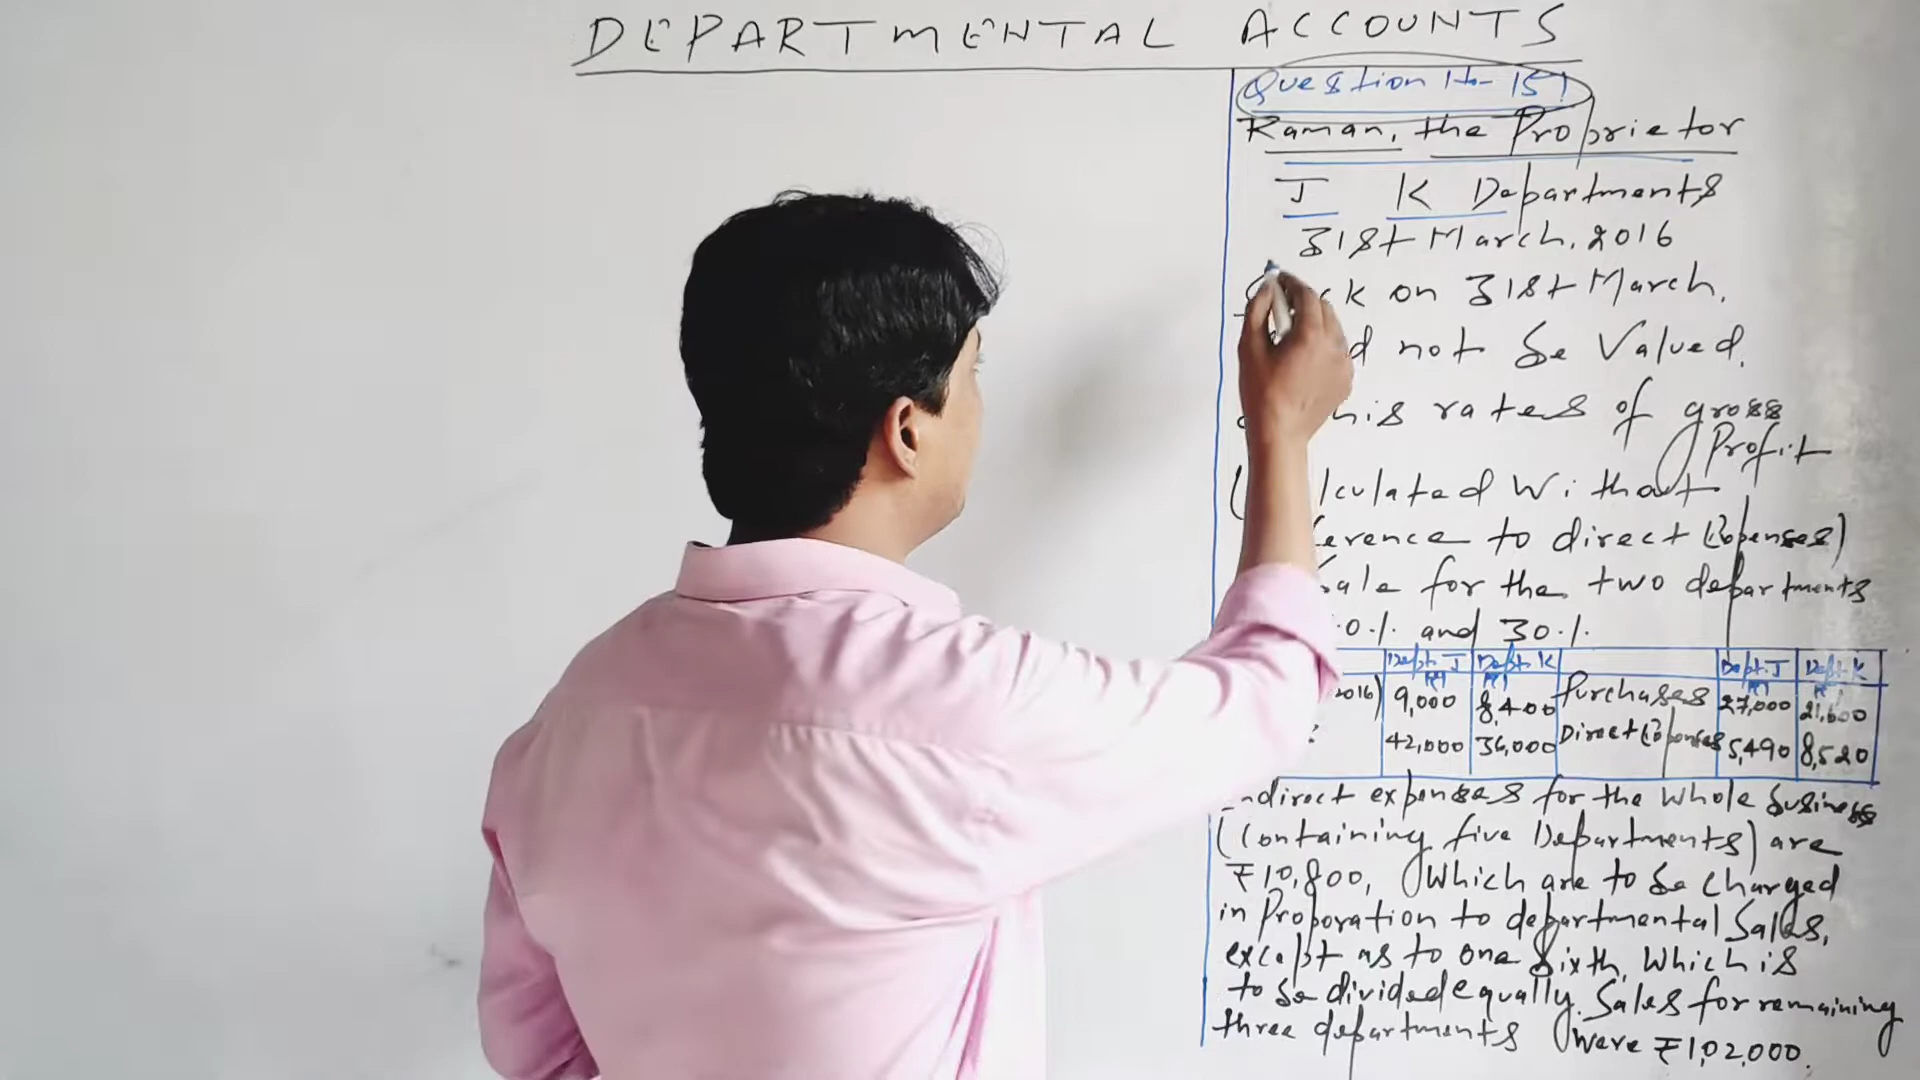 DEPARTMENTAL ACCOUNTS
Question No- 15)
Raman, the Proprietor
J K Departments
31st March, 2016
on 31st March,
not be Valued.
his rates of gross
Profit
Without
to direct Expenses)
for the two departments
and 30%.
Dept. J Dept. K Dept. J Dept. K
2016) 9,000 8,400 Purchases 27,000 21,600
42,000 36,000 Direct Expenses 5,490 8,520
expenses for the whole business
(Containing five Departments) are
₹10,800, Which are to be charged
in Proporation to departmental Sales,
except as to one Sixth, Which is
to be divided equally. Sales for remaining
three departments Were ₹1,02,000.